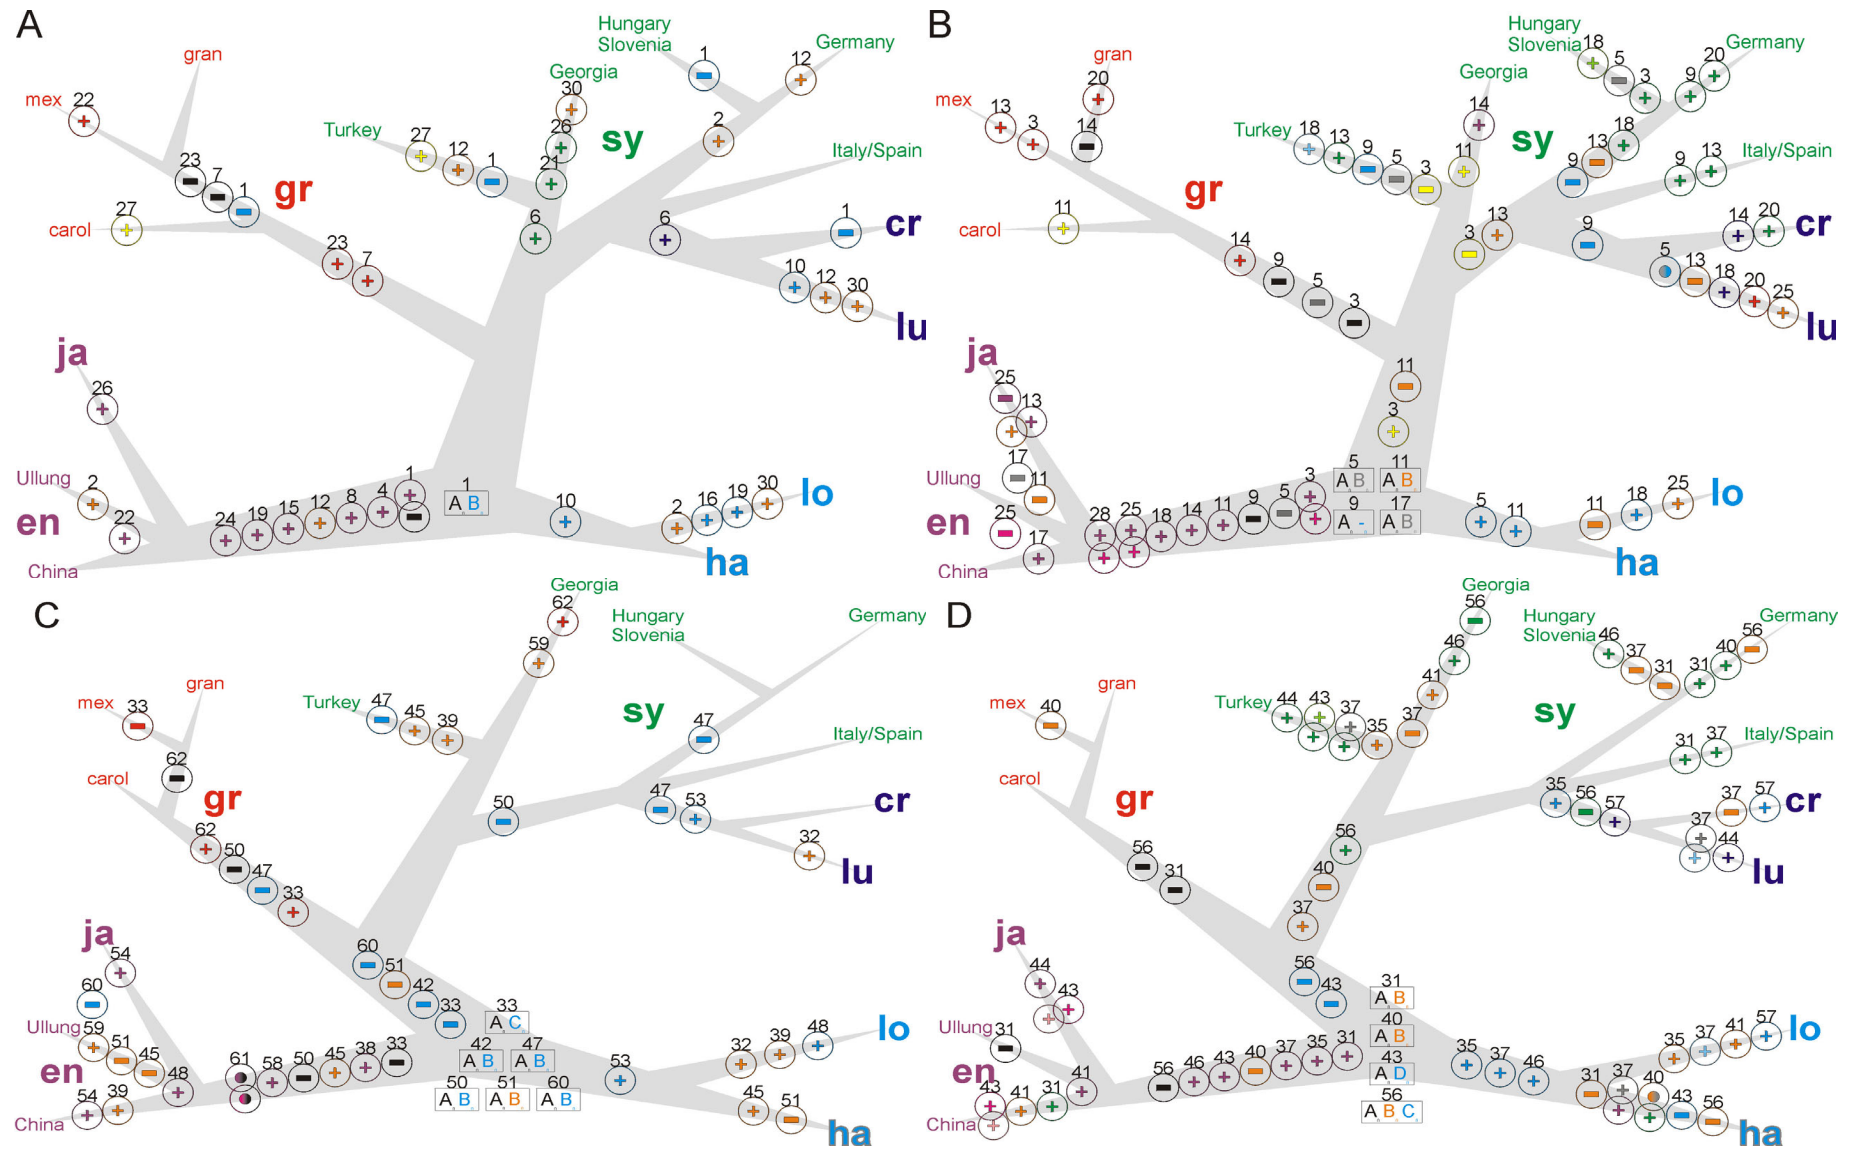 A
gran
mex
22
23
7
1
gr
carol
27
23
7
Turkey
27
12
1
Georgia
30
26
21
6
sy
Hungary
Slovenia
1
12
Germany
2
Italy/Spain
6
1
cr
10
12
30
lu
ja
26
Ullung
2
en
22
China
24
19
15
12
8
4
1
1
A B
10
2
16
19
30
lo
ha
B
gran
20
mex
13
3
14
gr
carol
11
14
9
5
3
Turkey
18
13
9
5
3
Georgia
14
11
3
13
sy
Hungary
Slovenia
18
5
3
9
20
Germany
9
13
18
Italy/Spain
9
13
9
14
20
cr
5
13
18
20
25
lu
11
3
ja
25
13
17
11
Ullung
en
25
17
China
28
25
18
14
11
9
5
3
5
A B
11
A B
9
A -
17
A B
5
11
11
18
25
lo
ha
C
gran
mex
33
62
carol
gr
62
50
47
33
Turkey
47
45
39
Georgia
62
59
50
sy
Hungary
Slovenia
Germany
47
Italy/Spain
47
53
cr
32
lu
60
51
42
33
33
A C
42
A B
47
A B
50
A B
51
A B
60
A B
ja
54
60
Ullung
59
51
45
48
en
54
39
China
61
58
50
45
38
33
53
32
39
48
lo
45
51
ha
D
gran
mex
40
carol
gr
56
31
Turkey
44
43
37
35
Georgia
56
46
41
37
56
40
37
sy
Hungary
Slovenia
46
37
31
31
40
56
Germany
31
37
Italy/Spain
35
56
57
37
57
cr
37
44
lu
56
43
31
A B
40
A B
43
A D
56
A B C
ja
44
43
Ullung
31
en
43
41
31
41
China
56
46
43
40
37
35
31
35
37
46
35
37
41
57
lo
31
37
40
43
56
ha